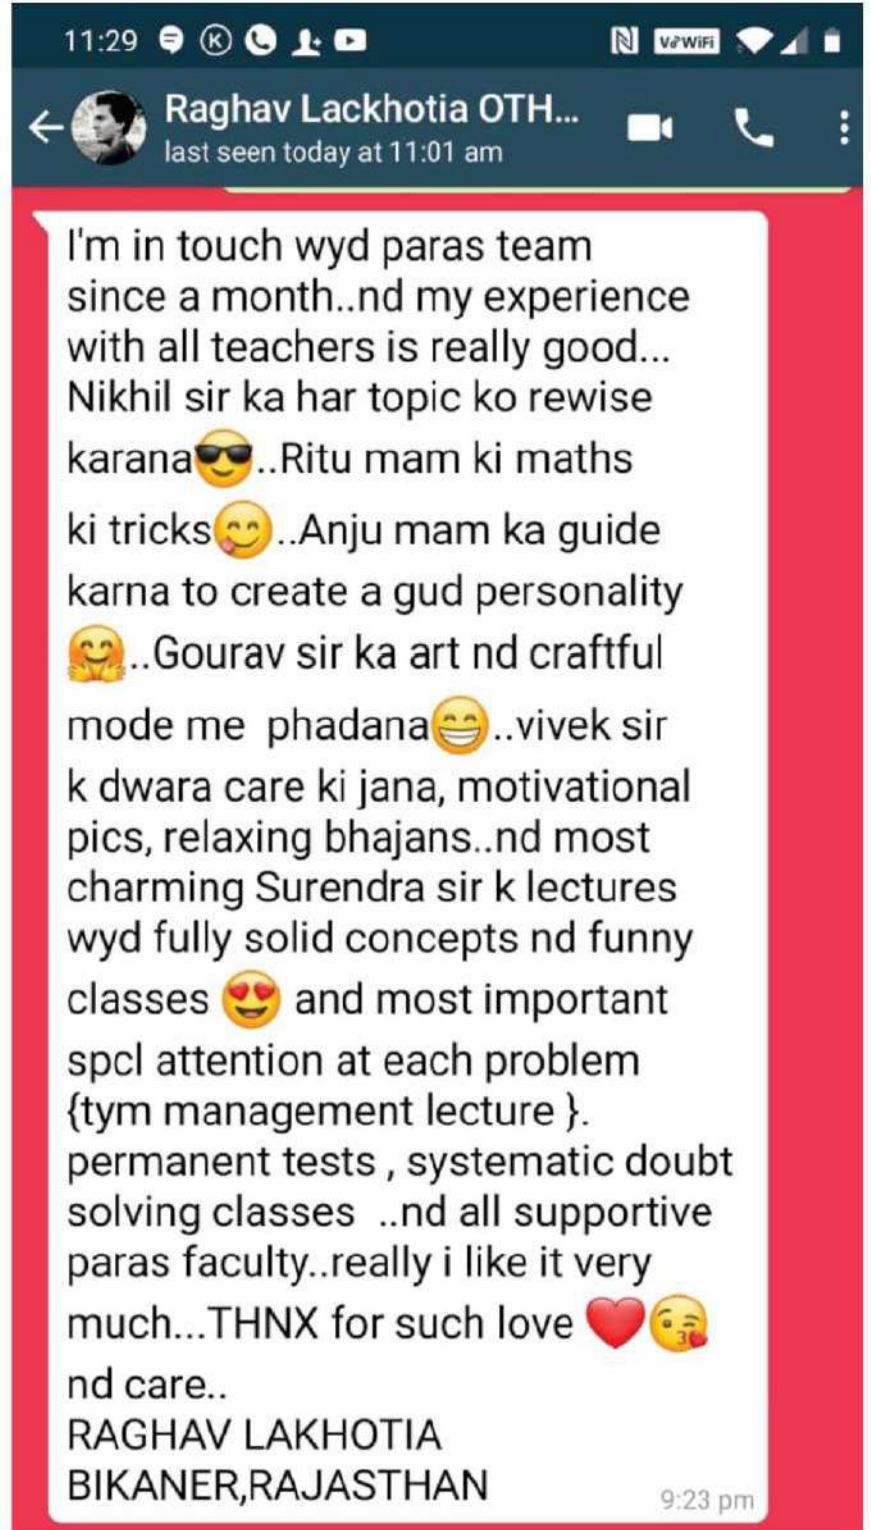 11:29
Vo WiFi
Raghav Lackhotia OTH...
last seen today at 11:01 am
I'm in touch wyd paras team
since a month..nd my experience
with all teachers is really good...
Nikhil sir ka har topic ko rewise
karana😎..Ritu mam ki maths
ki tricks😋..Anju mam ka guide
karna to create a gud personality
🤗..Gourav sir ka art nd craftful
mode me phadana😁..vivek sir
k dwara care ki jana, motivational
pics, relaxing bhajans..nd most
charming Surendra sir k lectures
wyd fully solid concepts nd funny
classes 😍 and most important
spcl attention at each problem
{tym management lecture }.
permanent tests , systematic doubt
solving classes ..nd all supportive
paras faculty..really i like it very
much...THNX for such love ❤️😘
nd care..
RAGHAV LAKHOTIA
BIKANER,RAJASTHAN
9:23 pm